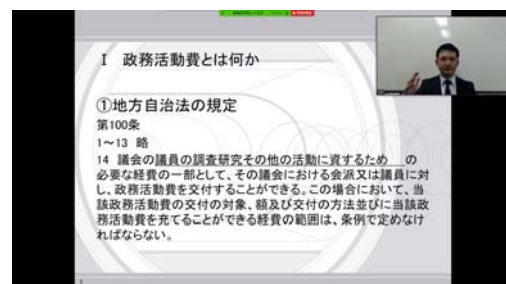 Ⅰ 政務活動費とは何か
①地方自治法の規定
第100条
1~13 略
14 議会の議員の調査研究その他の活動に資するため の
必要な経費の一部として、その議会における会派又は議員に対
し、政務活動費を交付することができる。この場合において、当
該政務活動費の交付の対象、額及び交付の方法並びに当該政
務活動費を充てることができる経費の範囲は、条例で定めなけ
ればならない。